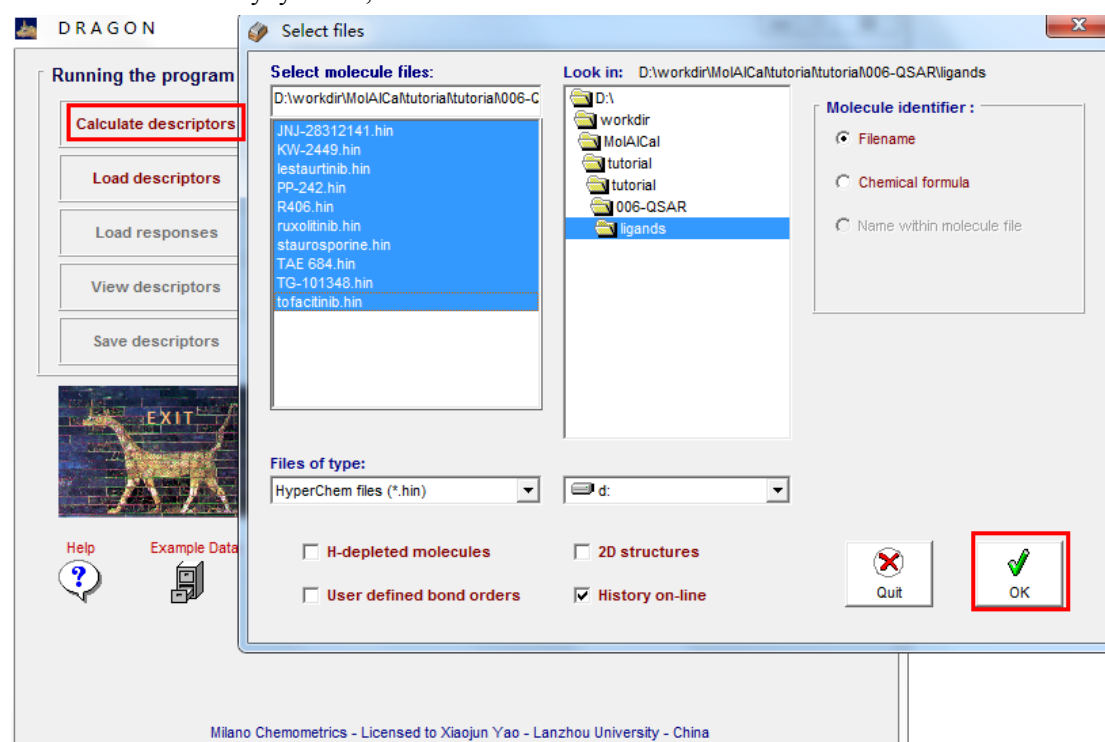 DRAGON
Select files
Running the program
Calculate descriptors
Load descriptors
Load responses
View descriptors
Save descriptors
EXIT
Help
Example Data
Select molecule files:
D:\workdir\MolAICal\tutorial\tutorial\006-Q
JNJ-28312141.hin
KW-2449.hin
lestaurtinib.hin
PP-242.hin
R406.hin
ruxolitinib.hin
staurosporine.hin
TAE 684.hin
TG-101348.hin
tofacitinib.hin
Look in: D:\workdir\MolAICal\tutorial\tutorial\006-QSAR\ligands
D:\
workdir
MolAICal
tutorial
tutorial
006-QSAR
ligands
Molecule identifier :
Filename
Chemical formula
Name within molecule file
Files of type:
HyperChem files (*.hin)
d:
H-depleted molecules
2D structures
User defined bond orders
History on-line
Quit
OK
Milano Chemometrics - Licensed to Xiaojun Yao - Lanzhou University - China